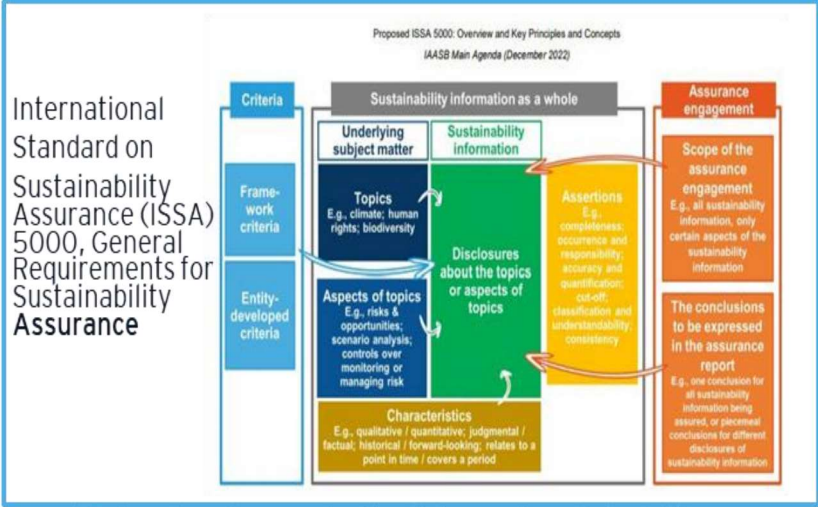 International
Standard on
Sustainability
Assurance (ISSA)
5000, General
Requirements for
Sustainability
Assurance
Proposed ISSA 5000: Overview and Key Principles and Concepts
IAASB Main Agenda (December 2022)
Criteria
Frame-
work
criteria
Entity-
developed
criteria
Sustainability information as a whole
Underlying
subject matter
Topics
E.g., climate; human
rights; biodiversity
Aspects of topics
E.g., risks &
opportunities;
scenario analysis;
controls over
monitoring or
managing risk
Sustainability
information
Disclosures
about the topics
or aspects of
topics
Assertions
E.g.,
completeness;
occurrence and
responsibility;
accuracy and
quantification;
cut-off;
classification and
understandability;
consistency
Characteristics
E.g., qualitative / quantitative; judgmental /
factual; historical / forward-looking; relates to a
point in time / covers a period
Assurance
engagement
Scope of the
assurance
engagement
E.g., all sustainability
information, only
certain aspects of the
sustainability
information
The conclusions
to be expressed
in the assurance
report
E.g., one conclusion for
all sustainability
information being
assured, or piecemeal
conclusions for different
disclosures of
sustainability information